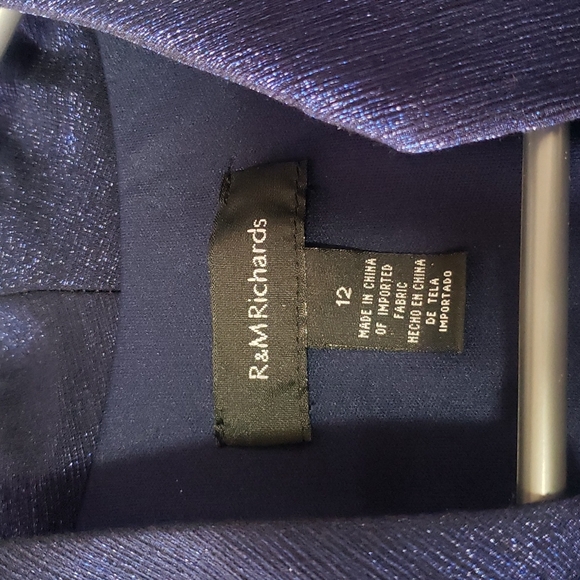 R&M Richards
12
MADE IN CHINA
OF IMPORTED
FABRIC
HECHO EN CHINA
DE TELA
IMPORTADO